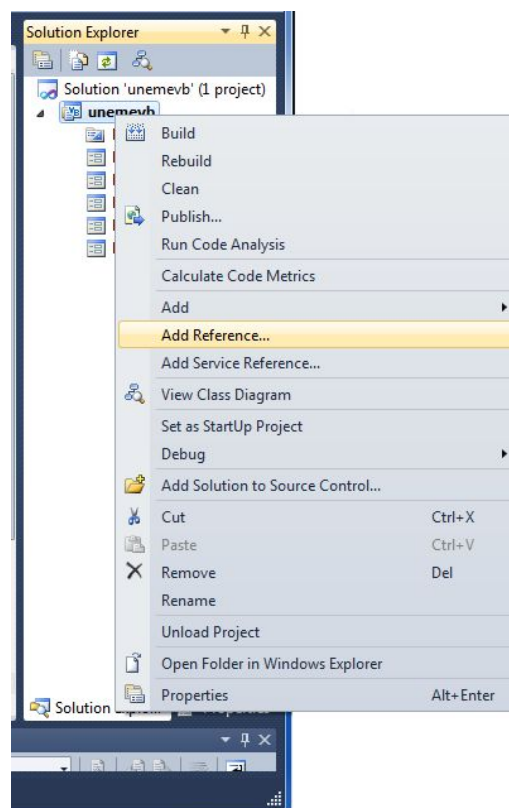 Solution Explorer
Solution 'unemevb' (1 project)
unemevb
Build
Rebuild
Clean
Publish...
Run Code Analysis
Calculate Code Metrics
Add
Add Reference...
Add Service Reference...
View Class Diagram
Set as StartUp Project
Debug
Add Solution to Source Control...
Cut Ctrl+X
Paste Ctrl+V
Remove Del
Rename
Unload Project
Open Folder in Windows Explorer
Properties Alt+Enter
Solution